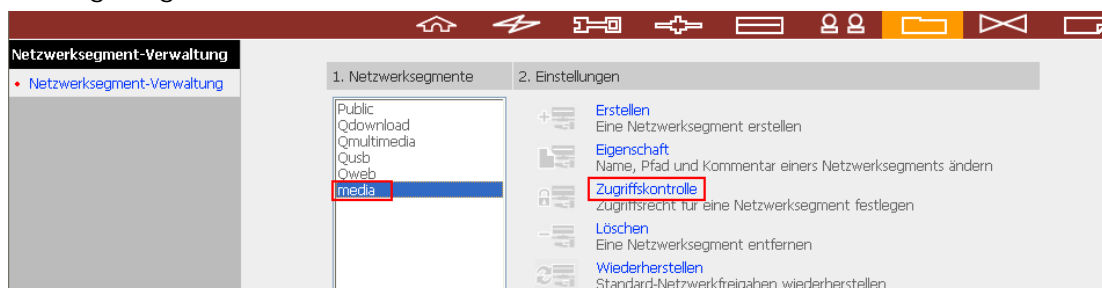 Netzwerksegment-Verwaltung
• Netzwerksegment-Verwaltung
1. Netzwerksegmente
Public
Qdownload
Qmultimedia
Qusb
Qweb
media
2. Einstellungen
Erstellen
Eine Netzwerksegment erstellen
Eigenschaft
Name, Pfad und Kommentar einers Netzwerksegments ändern
Zugriffskontrolle
Zugriffsrecht für eine Netzwerksegment festlegen
Löschen
Eine Netzwerksegment entfernen
Wiederherstellen
Standard-Netzwerkfreigaben wiederherstellen